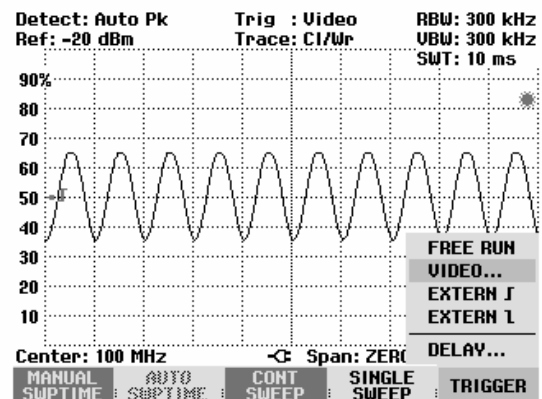 Detect: Auto Pk Trig : Video RBW: 300 kHz
Ref: -20 dBm Trace: Cl/Wr VBW: 300 kHz
SWT: 10 ms
90%
80
70
60
50
40
30
20
10
FREE RUN
VIDEO...
EXTERN
EXTERN
DELAY...
Center: 100 MHz Span: ZERO
MANUAL SWPTIME
AUTO SWPTIME
CONT SWEEP
SINGLE SWEEP
TRIGGER